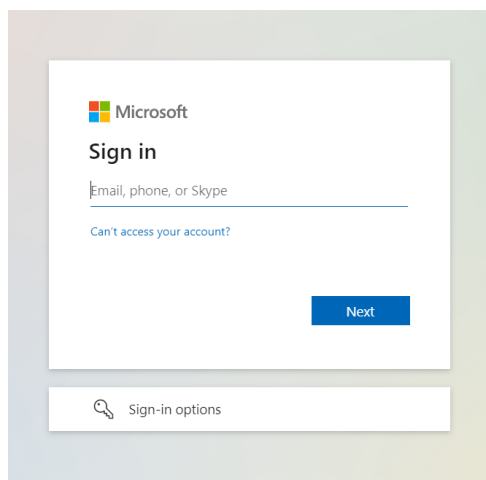 Microsoft
Sign in
Email, phone, or Skype
Can't access your account?
Next
Sign-in options